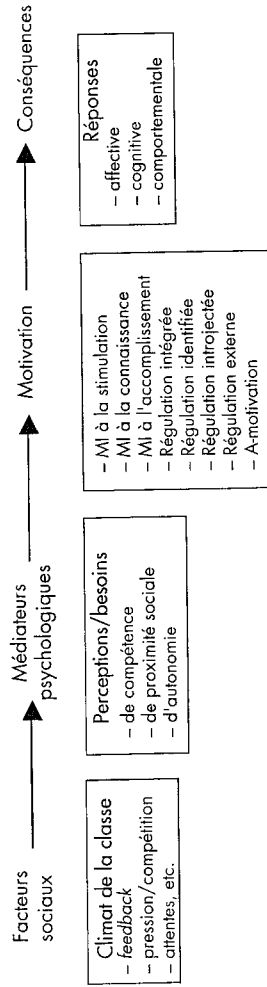 Facteurs
sociaux
Médiateurs
psychologiques
Motivation
Conséquences
Climat de la classe
– feedback
– pression/compétition
– attentes, etc.
Perceptions/besoins
– de compétence
– de proximité sociale
– d'autonomie
– MI à la stimulation
– MI à la connaissance
– MI à l'accomplissement
– Régulation intégrée
– Régulation identifiée
– Régulation introjectée
– Régulation externe
– A-motivation
Réponses
– affective
– cognitive
– comportementale